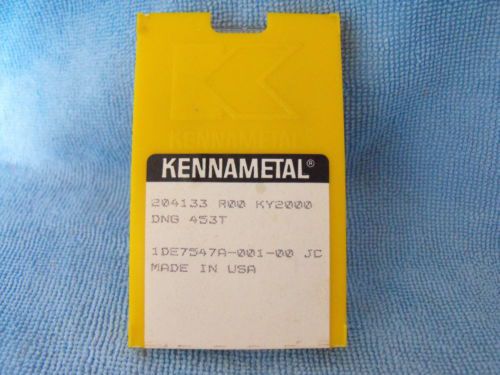 KENNAMETAL
KENNAMETAL®
204133 R00 KY2000
DNG 453T
1DE7547A-001-00 JC
MADE IN USA